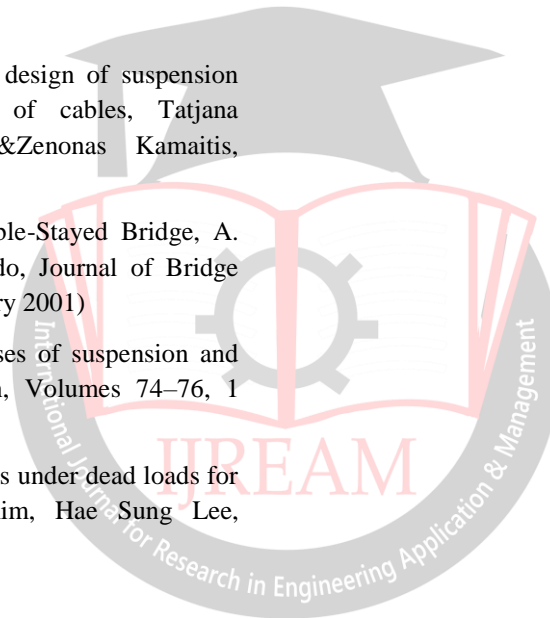 design of suspension
of cables, Tatjana
&Zenonas Kamaitis,
ble-Stayed Bridge, A.
do, Journal of Bridge
ry 2001)
ses of suspension and
n, Volumes 74–76, 1
s under dead loads for
im, Hae Sung Lee,
International Journal for Research in Engineering Application & Management
IJREAM